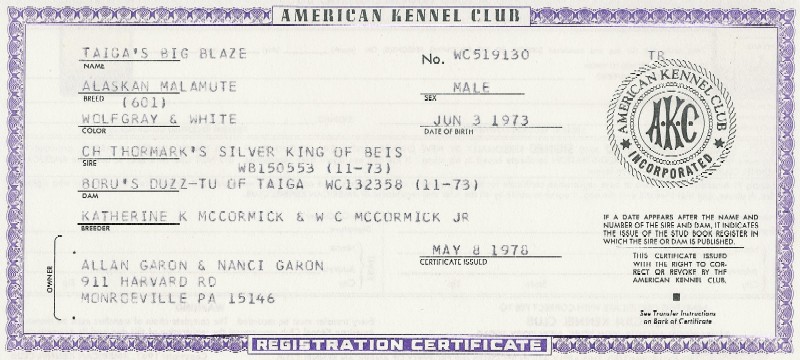 AMERICAN KENNEL CLUB
TAIGA'S BIG BLAZE
NAME
No. WC519130
TR
ALASKAN MALAMUTE
BREED
(601)
MALE
SEX
WOLFGRAY & WHITE
COLOR
JUN 3 1973
DATE OF BIRTH
CH THORMARK'S SILVER KING OF BEIS
SIRE
WB150553 (11-73)
BORU'S DUZZ-TU OF TAIGA WC132358 (11-73)
DAM
KATHERINE K MCCORMICK & W C MCCORMICK JR
BREEDER
MAY 8 1978
CERTIFICATE ISSUED
OWNER
ALLAN GARON & NANCI GARON
911 HARVARD RD
MONROEVILLE PA 15146
AMERICAN KENNEL CLUB
A·K·C
INCORPORATED
IF A DATE APPEARS AFTER THE NAME AND
NUMBER OF THE SIRE AND DAM, IT INDICATES
THE ISSUE OF THE STUD BOOK REGISTER IN
WHICH THE SIRE OR DAM IS PUBLISHED.
THIS CERTIFICATE ISSUED
WITH THE RIGHT TO COR-
RECT OR REVOKE BY THE
AMERICAN KENNEL CLUB.
See Transfer Instructions
on Back of Certificate
REGISTRATION CERTIFICATE